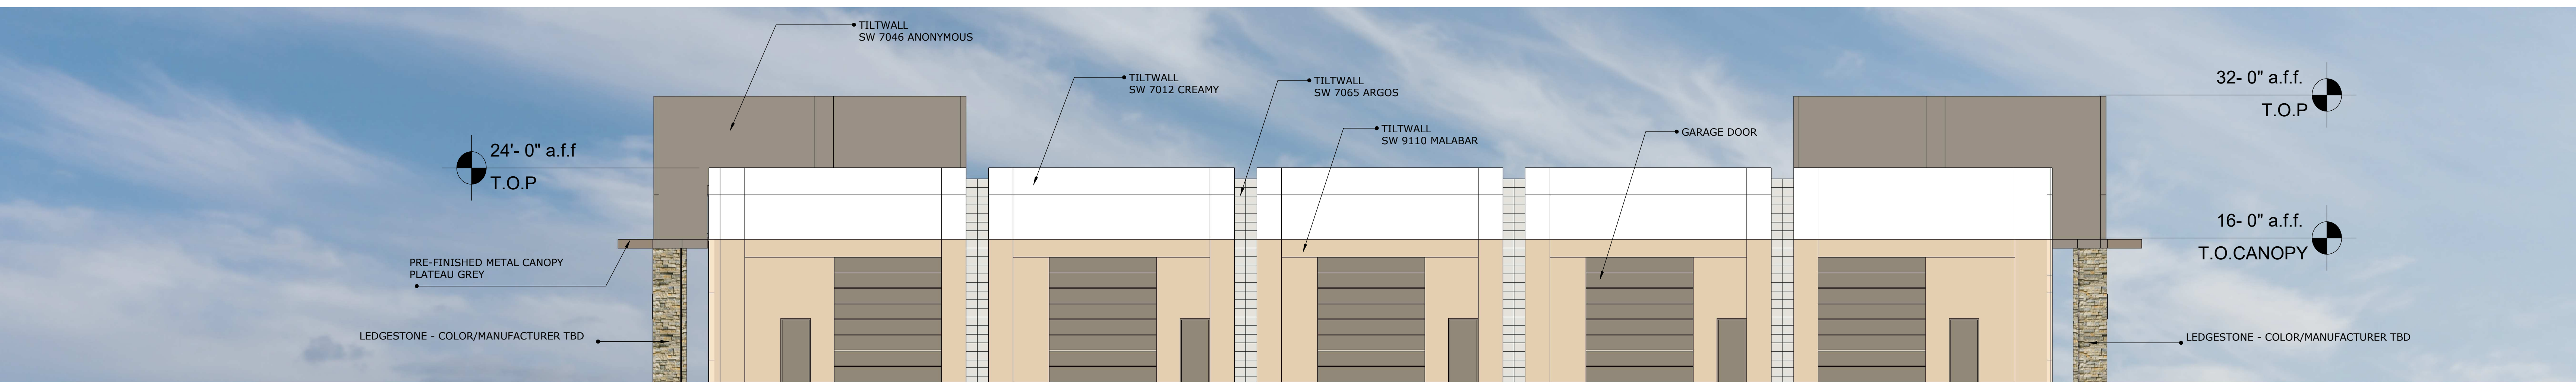 TILTWALL
SW 7046 ANONYMOUS
TILTWALL
SW 7012 CREAMY
TILTWALL
SW 7065 ARGOS
TILTWALL
SW 9110 MALABAR
GARAGE DOOR
32- 0" a.f.f.
T.O.P
24'- 0" a.f.f
T.O.P
16- 0" a.f.f.
T.O.CANOPY
PRE-FINISHED METAL CANOPY
PLATEAU GREY
LEDGESTONE - COLOR/MANUFACTURER TBD
LEDGESTONE - COLOR/MANUFACTURER TBD